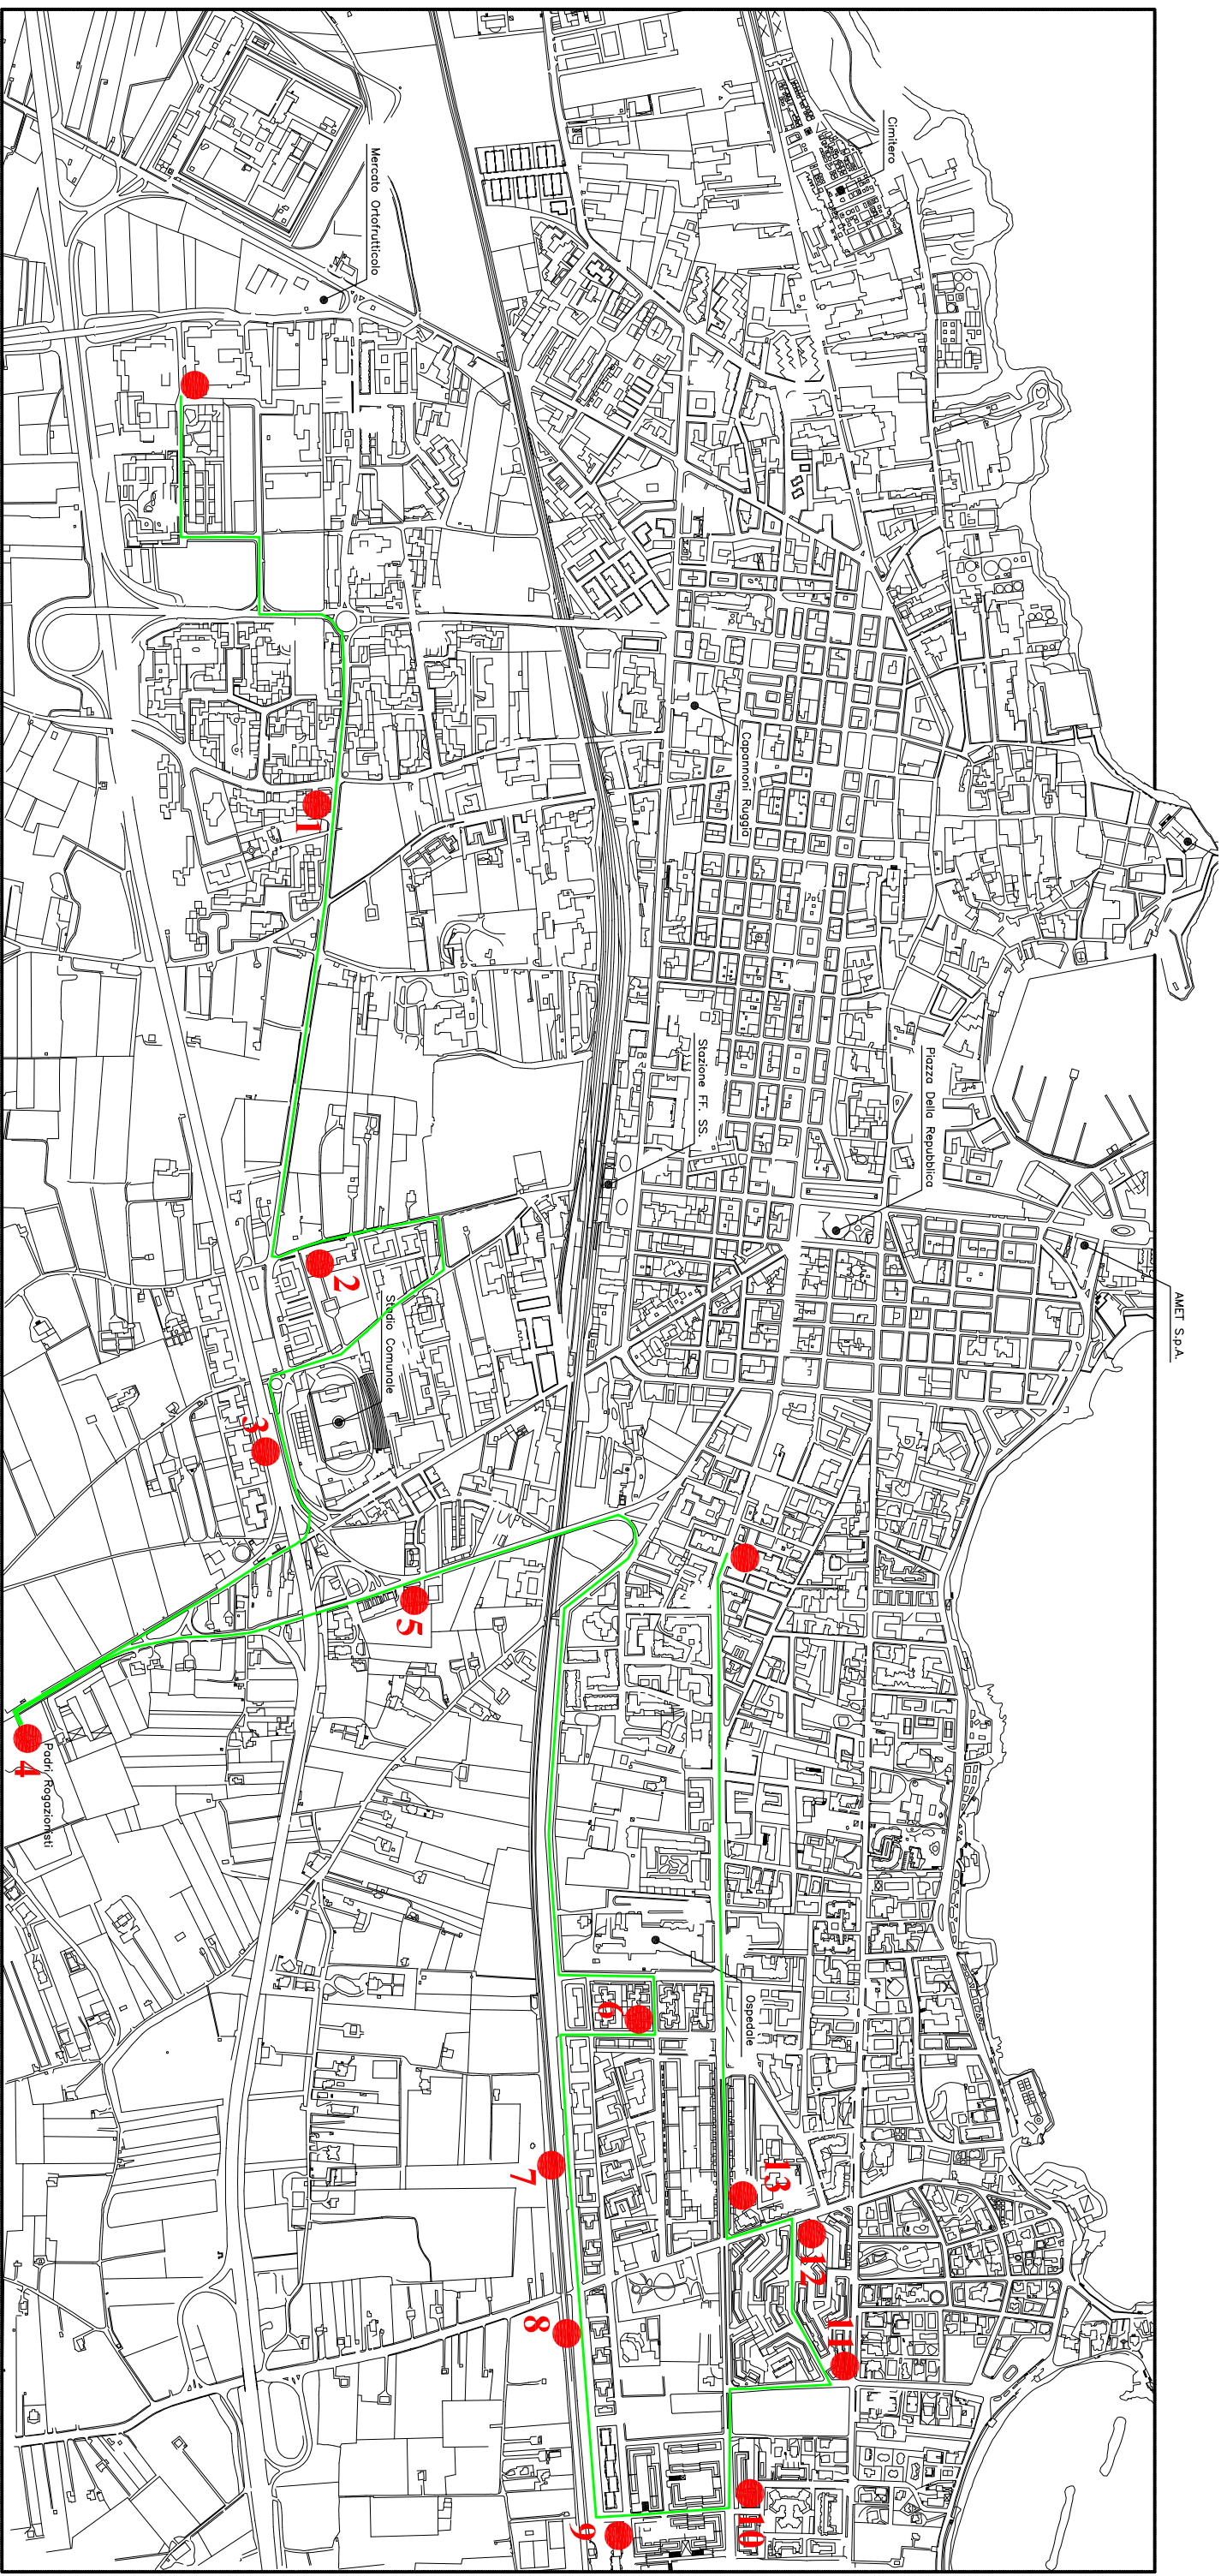 Cimitero
Mercato Ortofrutticolo
Capannoni Ruggia
Stazione FF. SS.
Piazza Della Repubblica
AMET S.p.A.
Stadio Comunale
Padri Rogazionisti
Ospedale
1
2
3
4
5
6
7
8
9
10
11
12
13